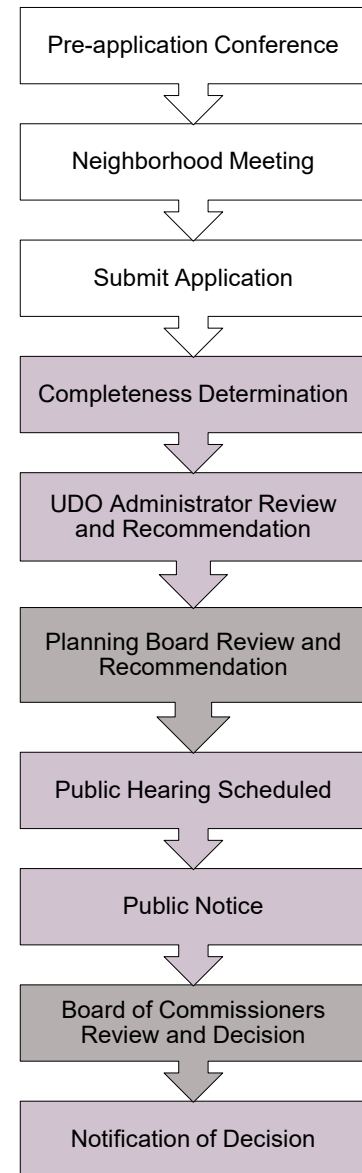 Pre-application Conference
Neighborhood Meeting
Submit Application
Completeness Determination
UDO Administrator Review
and Recommendation
Planning Board Review and
Recommendation
Public Hearing Scheduled
Public Notice
Board of Commissioners
Review and Decision
Notification of Decision